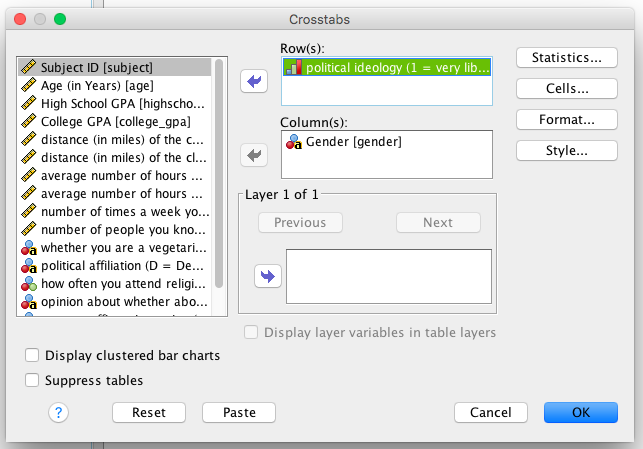 Crosstabs
Subject ID [subject]
Age (in Years) [age]
High School GPA [highscho...
College GPA [college_gpa]
distance (in miles) of the c...
distance (in miles) of the cl...
average number of hours ...
average number of hours ...
number of times a week yo...
number of people you kno...
whether you are a vegetari...
political affiliation (D = De...
how often you attend religi...
opinion about whether abo...
Row(s):
political ideology (1 = very lib...
Column(s):
Gender [gender]
Layer 1 of 1
Previous
Next
Display layer variables in table layers
Statistics...
Cells...
Format...
Style...
Display clustered bar charts
Suppress tables
?
Reset
Paste
Cancel
OK